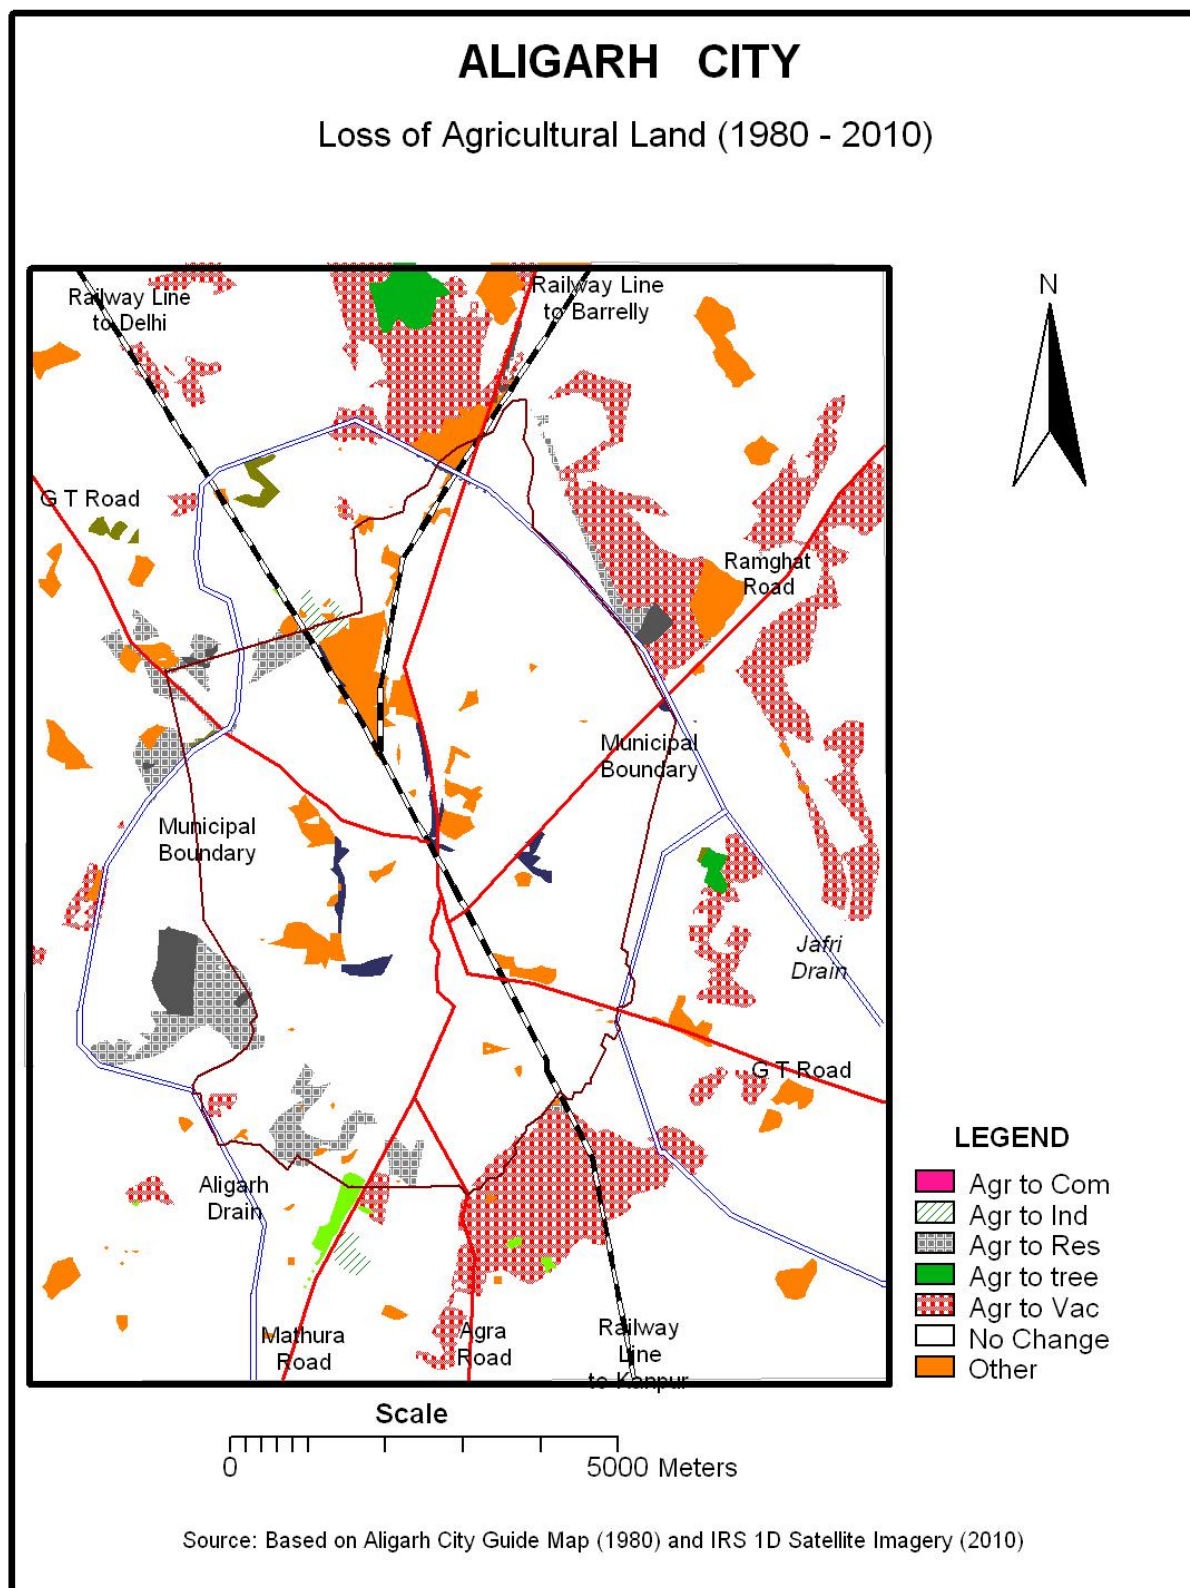 ALIGARH CITY
Loss of Agricultural Land (1980 - 2010)
N
Railway Line
to Delhi
Railway Line
to Barrelly
G T Road
Ramghat
Road
Municipal
Boundary
Municipal
Boundary
Jafri
Drain
G T Road
Aligarh
Drain
Mathura
Road
Agra
Road
Railway
Line
to Kanpur
LEGEND
Agr to Com
Agr to Ind
Agr to Res
Agr to tree
Agr to Vac
No Change
Other
Scale
0 5000 Meters
Source: Based on Aligarh City Guide Map (1980) and IRS 1D Satellite Imagery (2010)